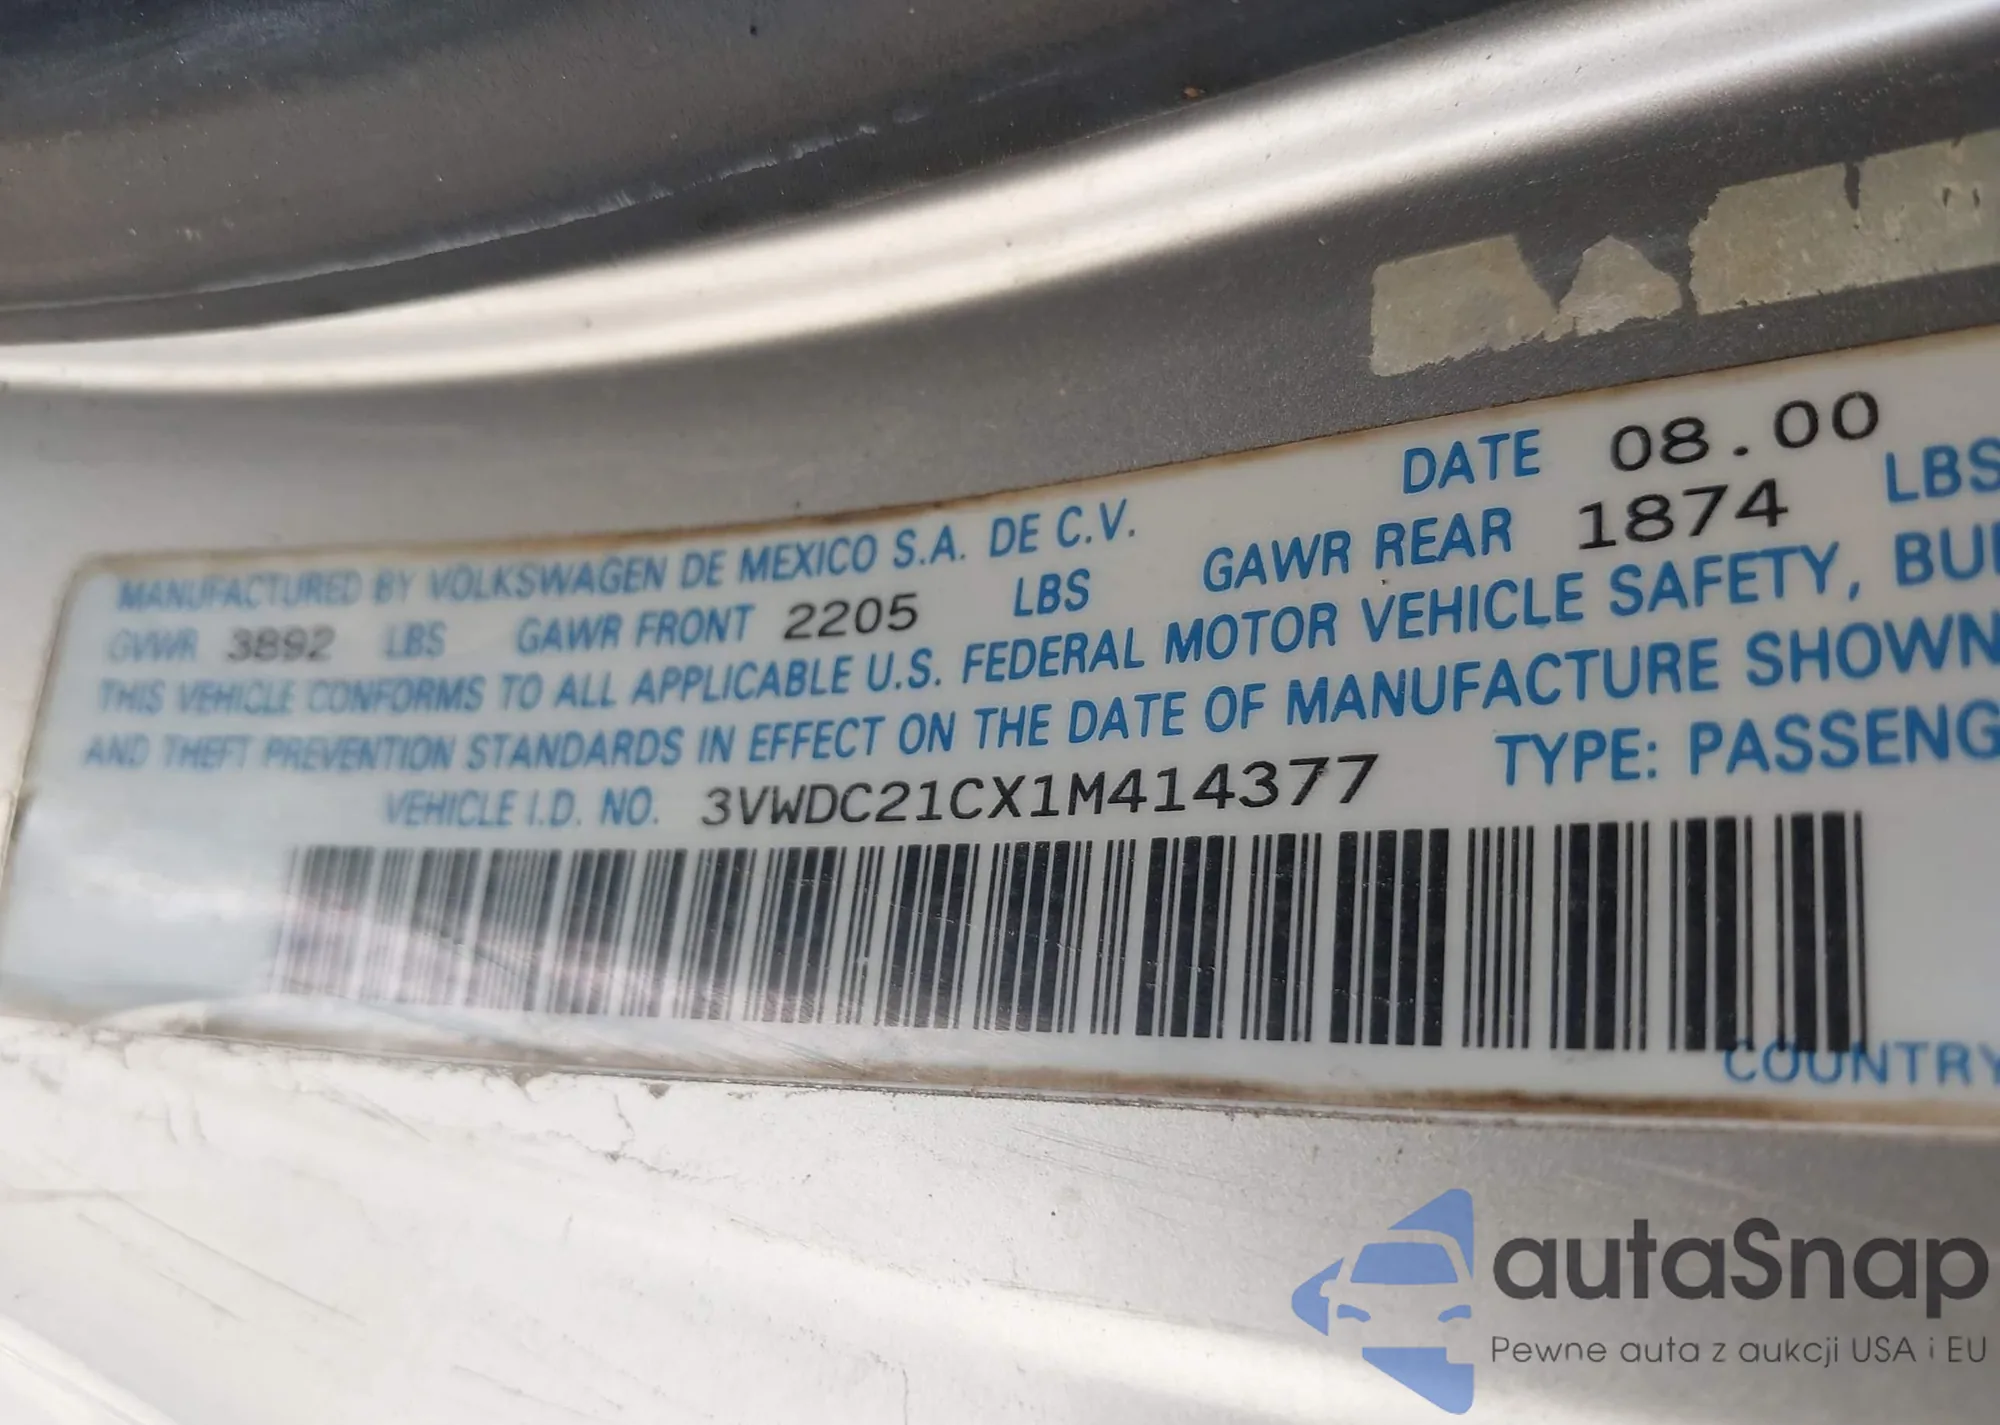 DATE 08.00
MANUFACTURED BY VOLKSWAGEN DE MEXICO S.A. DE C.V.
GVWR 3892 LBS GAWR FRONT 2205 LBS GAWR REAR 1874 LBS
THIS VEHICLE CONFORMS TO ALL APPLICABLE U.S. FEDERAL MOTOR VEHICLE SAFETY, BU
AND THEFT PREVENTION STANDARDS IN EFFECT ON THE DATE OF MANUFACTURE SHOWN
VEHICLE I.D. NO. 3VWDC21CX1M414377 TYPE: PASSENG
COUNTRY
autaSnap
Pewne auta z aukcji USA i EU